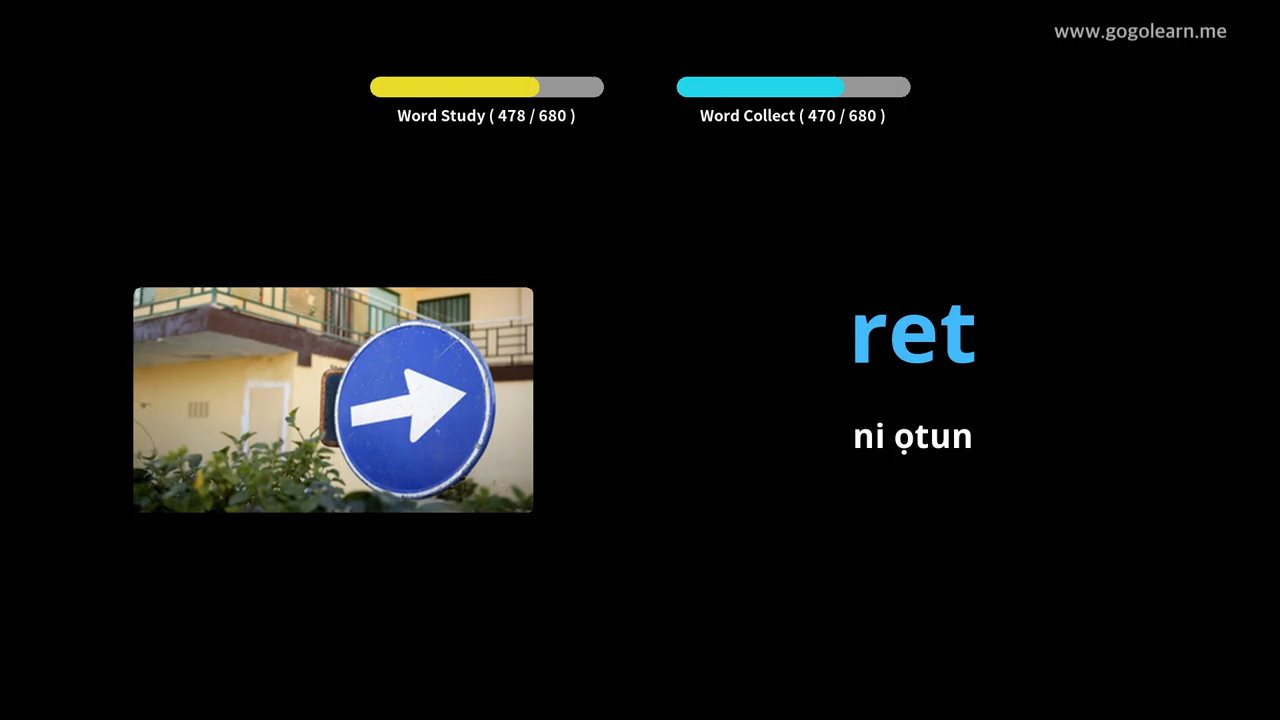 www.gogolearn.me
Word Study ( 478 / 680 )
Word Collect ( 470 / 680 )
ret
ni ọtun